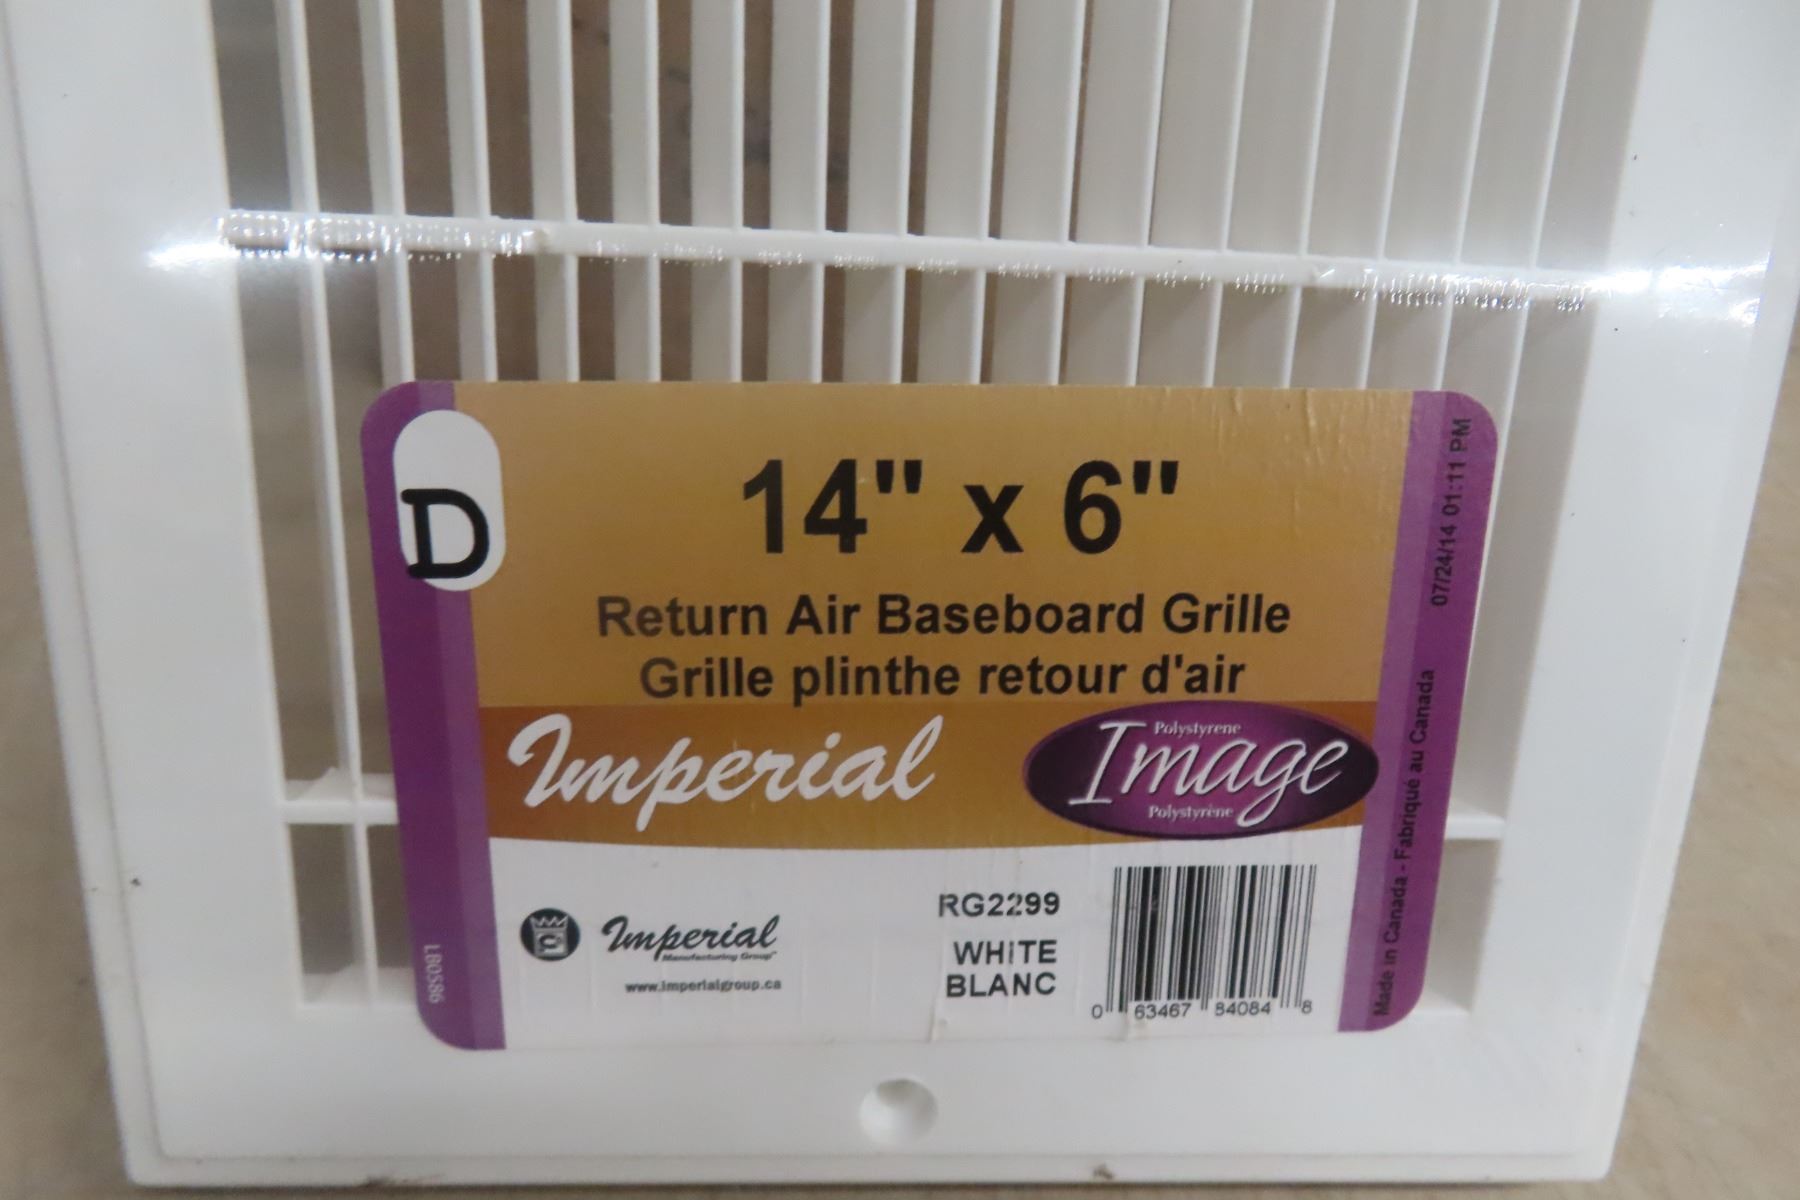 D
14" x 6"
Return Air Baseboard Grille
Grille plinthe retour d'air
Imperial
Polystyrene
Image
Polystyrène
Imperial
Manufacturing Group™
www.imperialgroup.ca
RG2299
WHITE
BLANC
0 63467 84084 8
LB0586
Made in Canada - Fabriqué au Canada 07/24/14 01:11 PM